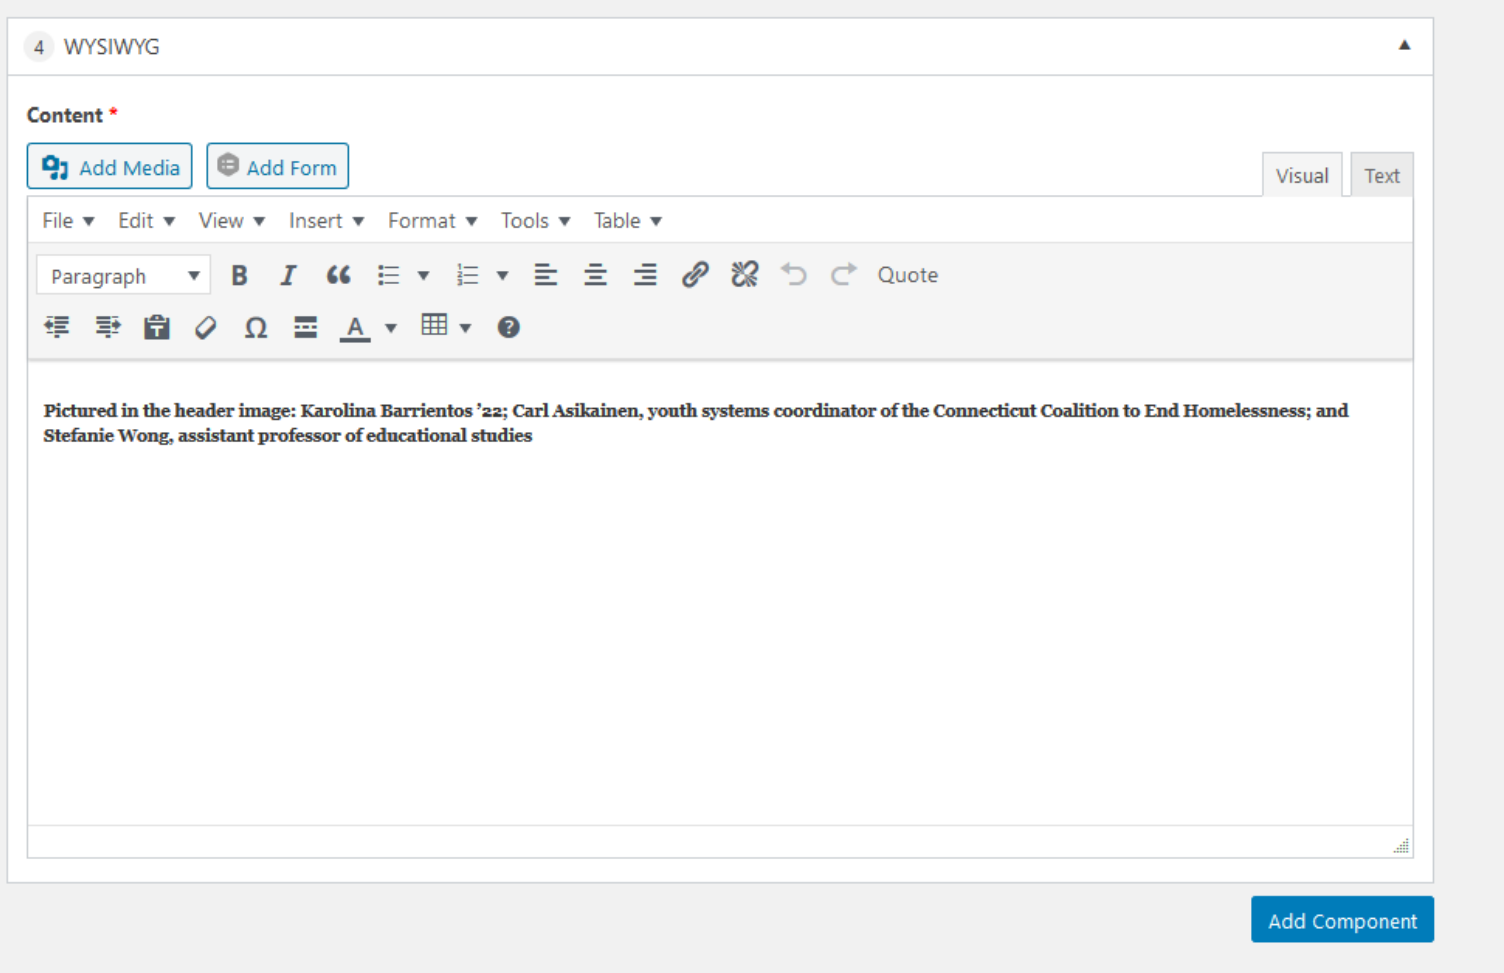 4 WYSIWYG
Content *
Add Media Add Form
Visual Text
File Edit View Insert Format Tools Table
Paragraph B I Quote
Ω A
Pictured in the header image: Karolina Barrientos ’22; Carl Asikainen, youth systems coordinator of the Connecticut Coalition to End Homelessness; and
Stefanie Wong, assistant professor of educational studies
Add Component